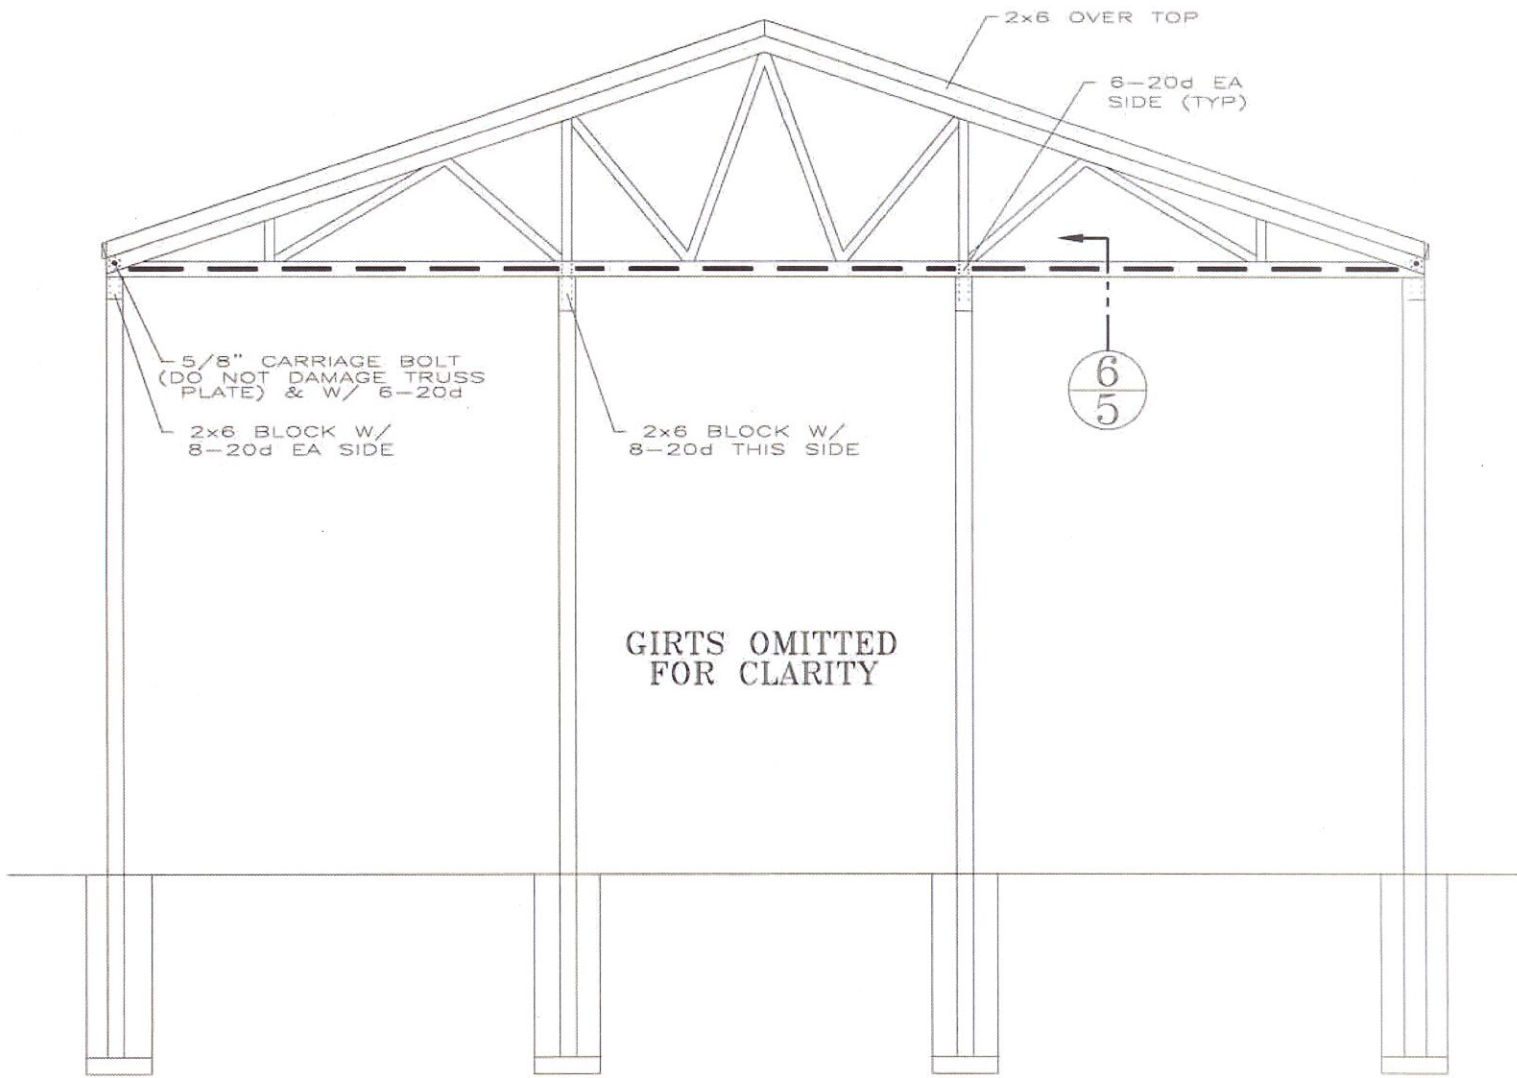 2x6 OVER TOP
6-20d EA
SIDE (TYP)
5/8" CARRIAGE BOLT
(DO NOT DAMAGE TRUSS
PLATE) & W/ 6-20d
2x6 BLOCK W/
8-20d EA SIDE
2x6 BLOCK W/
8-20d THIS SIDE
6
5
GIRTS OMITTED
FOR CLARITY